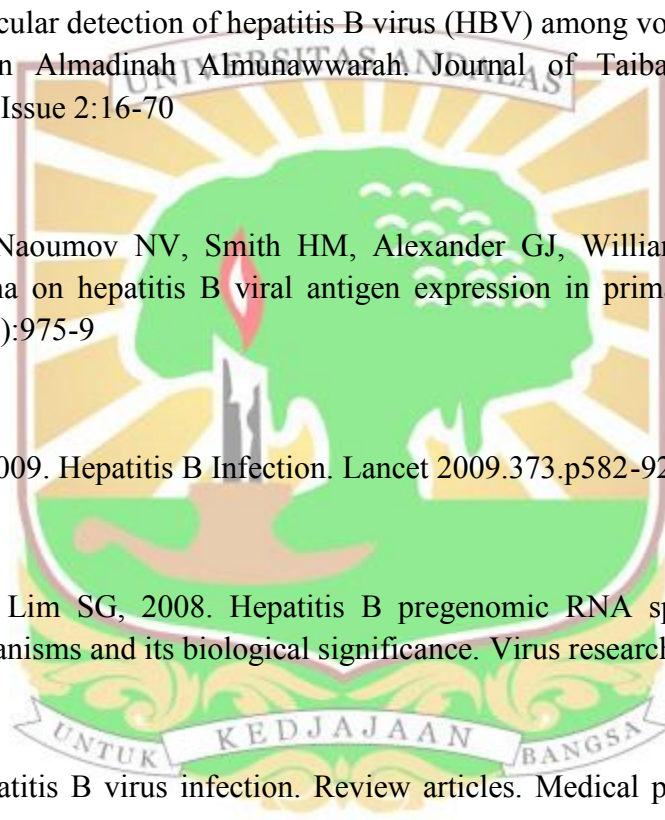 cular detection of hepatitis B virus (HBV) among vo
UNIVERSITAS ANDALAS
n Almadinah Almunawwarah. Journal of Taiba
Issue 2:16-70
Naoumov NV, Smith HM, Alexander GJ, William
na on hepatitis B viral antigen expression in prim
):975-9
009. Hepatitis B Infection. Lancet 2009.373.p582-92
Lim SG, 2008. Hepatitis B pregenomic RNA sp
anisms and its biological significance. Virus research
UNTUK KEDJAJAAN BANGSA
atitis B virus infection. Review articles. Medical p